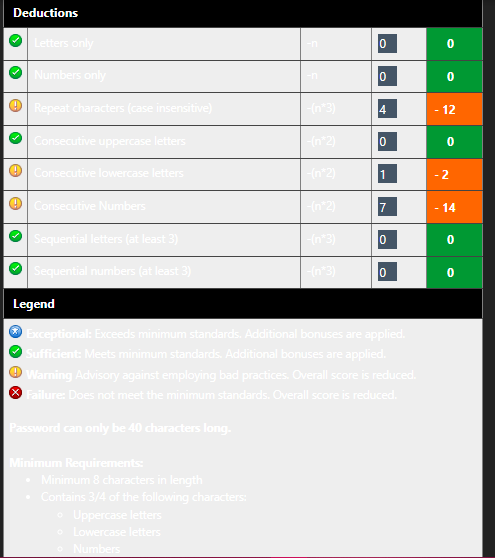 Deductions
Letters only -n 0 0
Numbers only -n 0 0
Repeat characters (case insensitive) -(n*3) 4 - 12
Consecutive uppercase letters -(n*2) 0 0
Consecutive lowercase letters -(n*2) 1 - 2
Consecutive Numbers -(n*2) 7 - 14
Sequential letters (at least 3) -(n*3) 0 0
Sequential numbers (at least 3) -(n*3) 0 0
Legend
Exceptional: Exceeds minimum standards. Additional bonuses are applied.
Sufficient: Meets minimum standards. Additional bonuses are applied.
Warning Advisory against employing bad practices. Overall score is reduced.
Failure: Does not meet the minimum standards. Overall score is reduced.
Password can only be 40 characters long.
Minimum Requirements:
• Minimum 8 characters in length
• Contains 3/4 of the following characters:
◦ Uppercase letters
◦ Lowercase letters
◦ Numbers